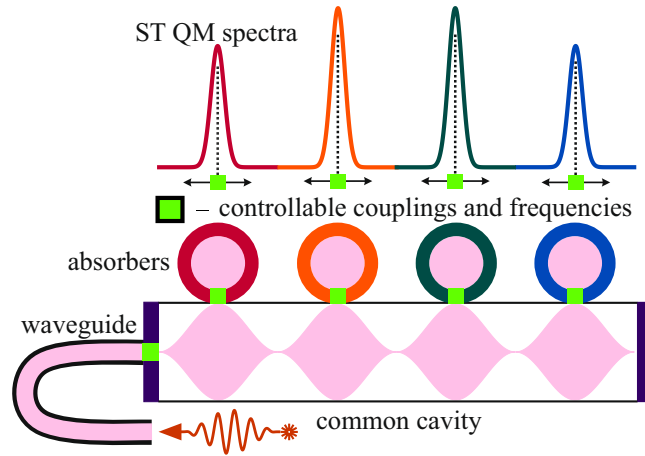 ST QM spectra
– controllable couplings and frequencies
absorbers
waveguide
common cavity